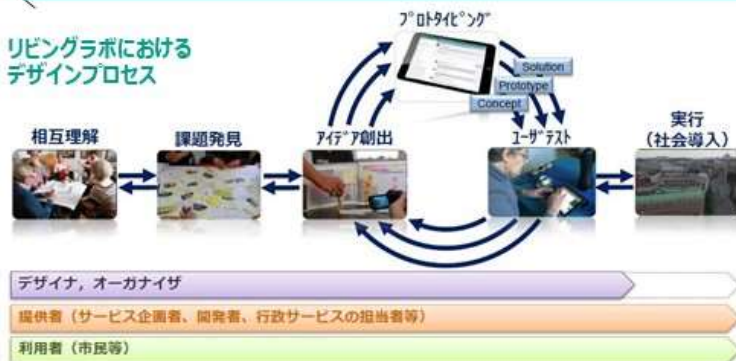 リビングラボにおける
デザインプロセス
ﾌﾟﾛﾄﾀｲﾋﾟﾝｸﾞ
Solution
Prototype
Concept
相互理解
課題発見
ｱｲﾃﾞｱ創出
ﾕｰｻﾞﾃｽﾄ
実行
（社会導入）
デザイナ，オーガナイザ
提供者（サービス企画者、開発者、行政サービスの担当者等）
利用者（市民等）